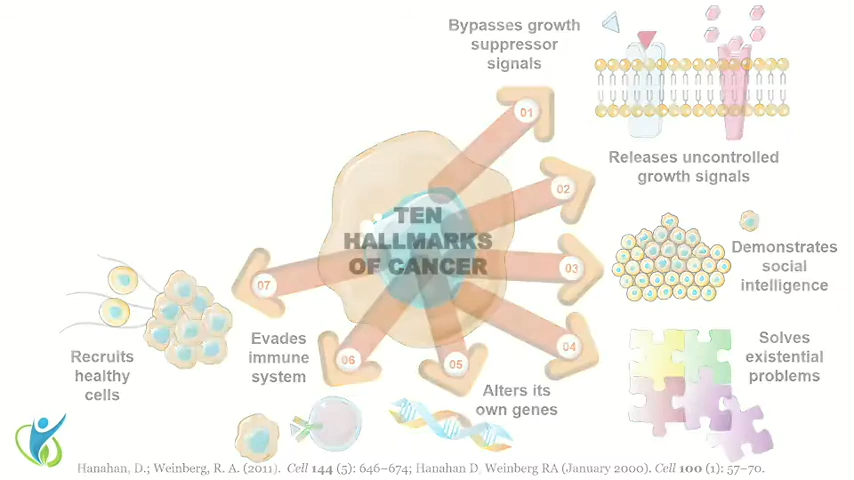 Bypasses growth
suppressor
signals
01
Releases uncontrolled
growth signals
02
TEN
HALLMARKS
OF CANCER
Demonstrates
social
intelligence
03
07
Solves
existential
problems
04
Evades
immune
system
06
05
Recruits
healthy
cells
Alters its
own genes
Hanahan, D.; Weinberg, R. A. (2011). Cell 144 (5): 646–674; Hanahan D, Weinberg RA (January 2000). Cell 100 (1): 57–70.